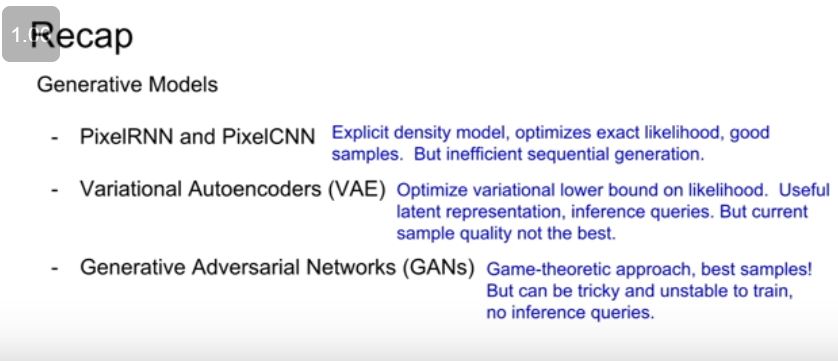 Recap
Generative Models
- PixelRNN and PixelCNN Explicit density model, optimizes exact likelihood, good
samples. But inefficient sequential generation.
- Variational Autoencoders (VAE) Optimize variational lower bound on likelihood. Useful
latent representation, inference queries. But current
sample quality not the best.
- Generative Adversarial Networks (GANs) Game-theoretic approach, best samples!
But can be tricky and unstable to train,
no inference queries.